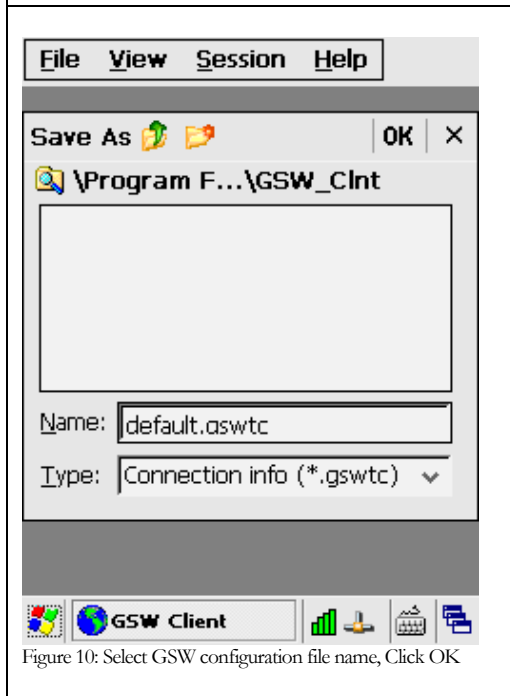 File View Session Help
Save As OK ×
\Program F...\GSW_Clnt
Name: default.gswtc
Type: Connection info (*.gswtc)
GSW Client
Figure 10: Select GSW configuration file name, Click OK